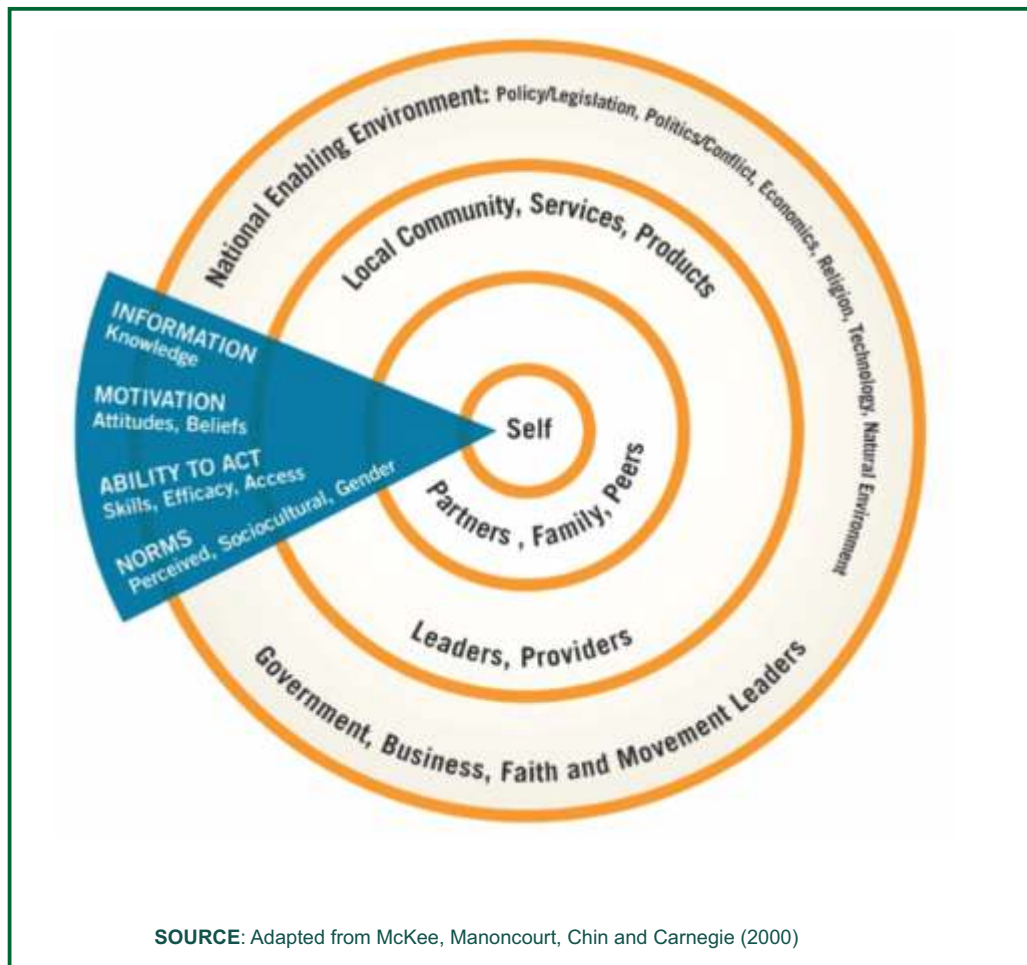 National Enabling Environment: Policy/Legislation, Politics/Conflict, Economics, Religion, Technology, Natural Environment
Local Community, Services, Products
INFORMATION
Knowledge
MOTIVATION
Attitudes, Beliefs
ABILITY TO ACT
Skills, Efficacy, Access
NORMS
Perceived, Sociocultural, Gender
Self
Partners , Family, Peers
Leaders, Providers
Government, Business, Faith and Movement Leaders
SOURCE: Adapted from McKee, Manoncourt, Chin and Carnegie (2000)